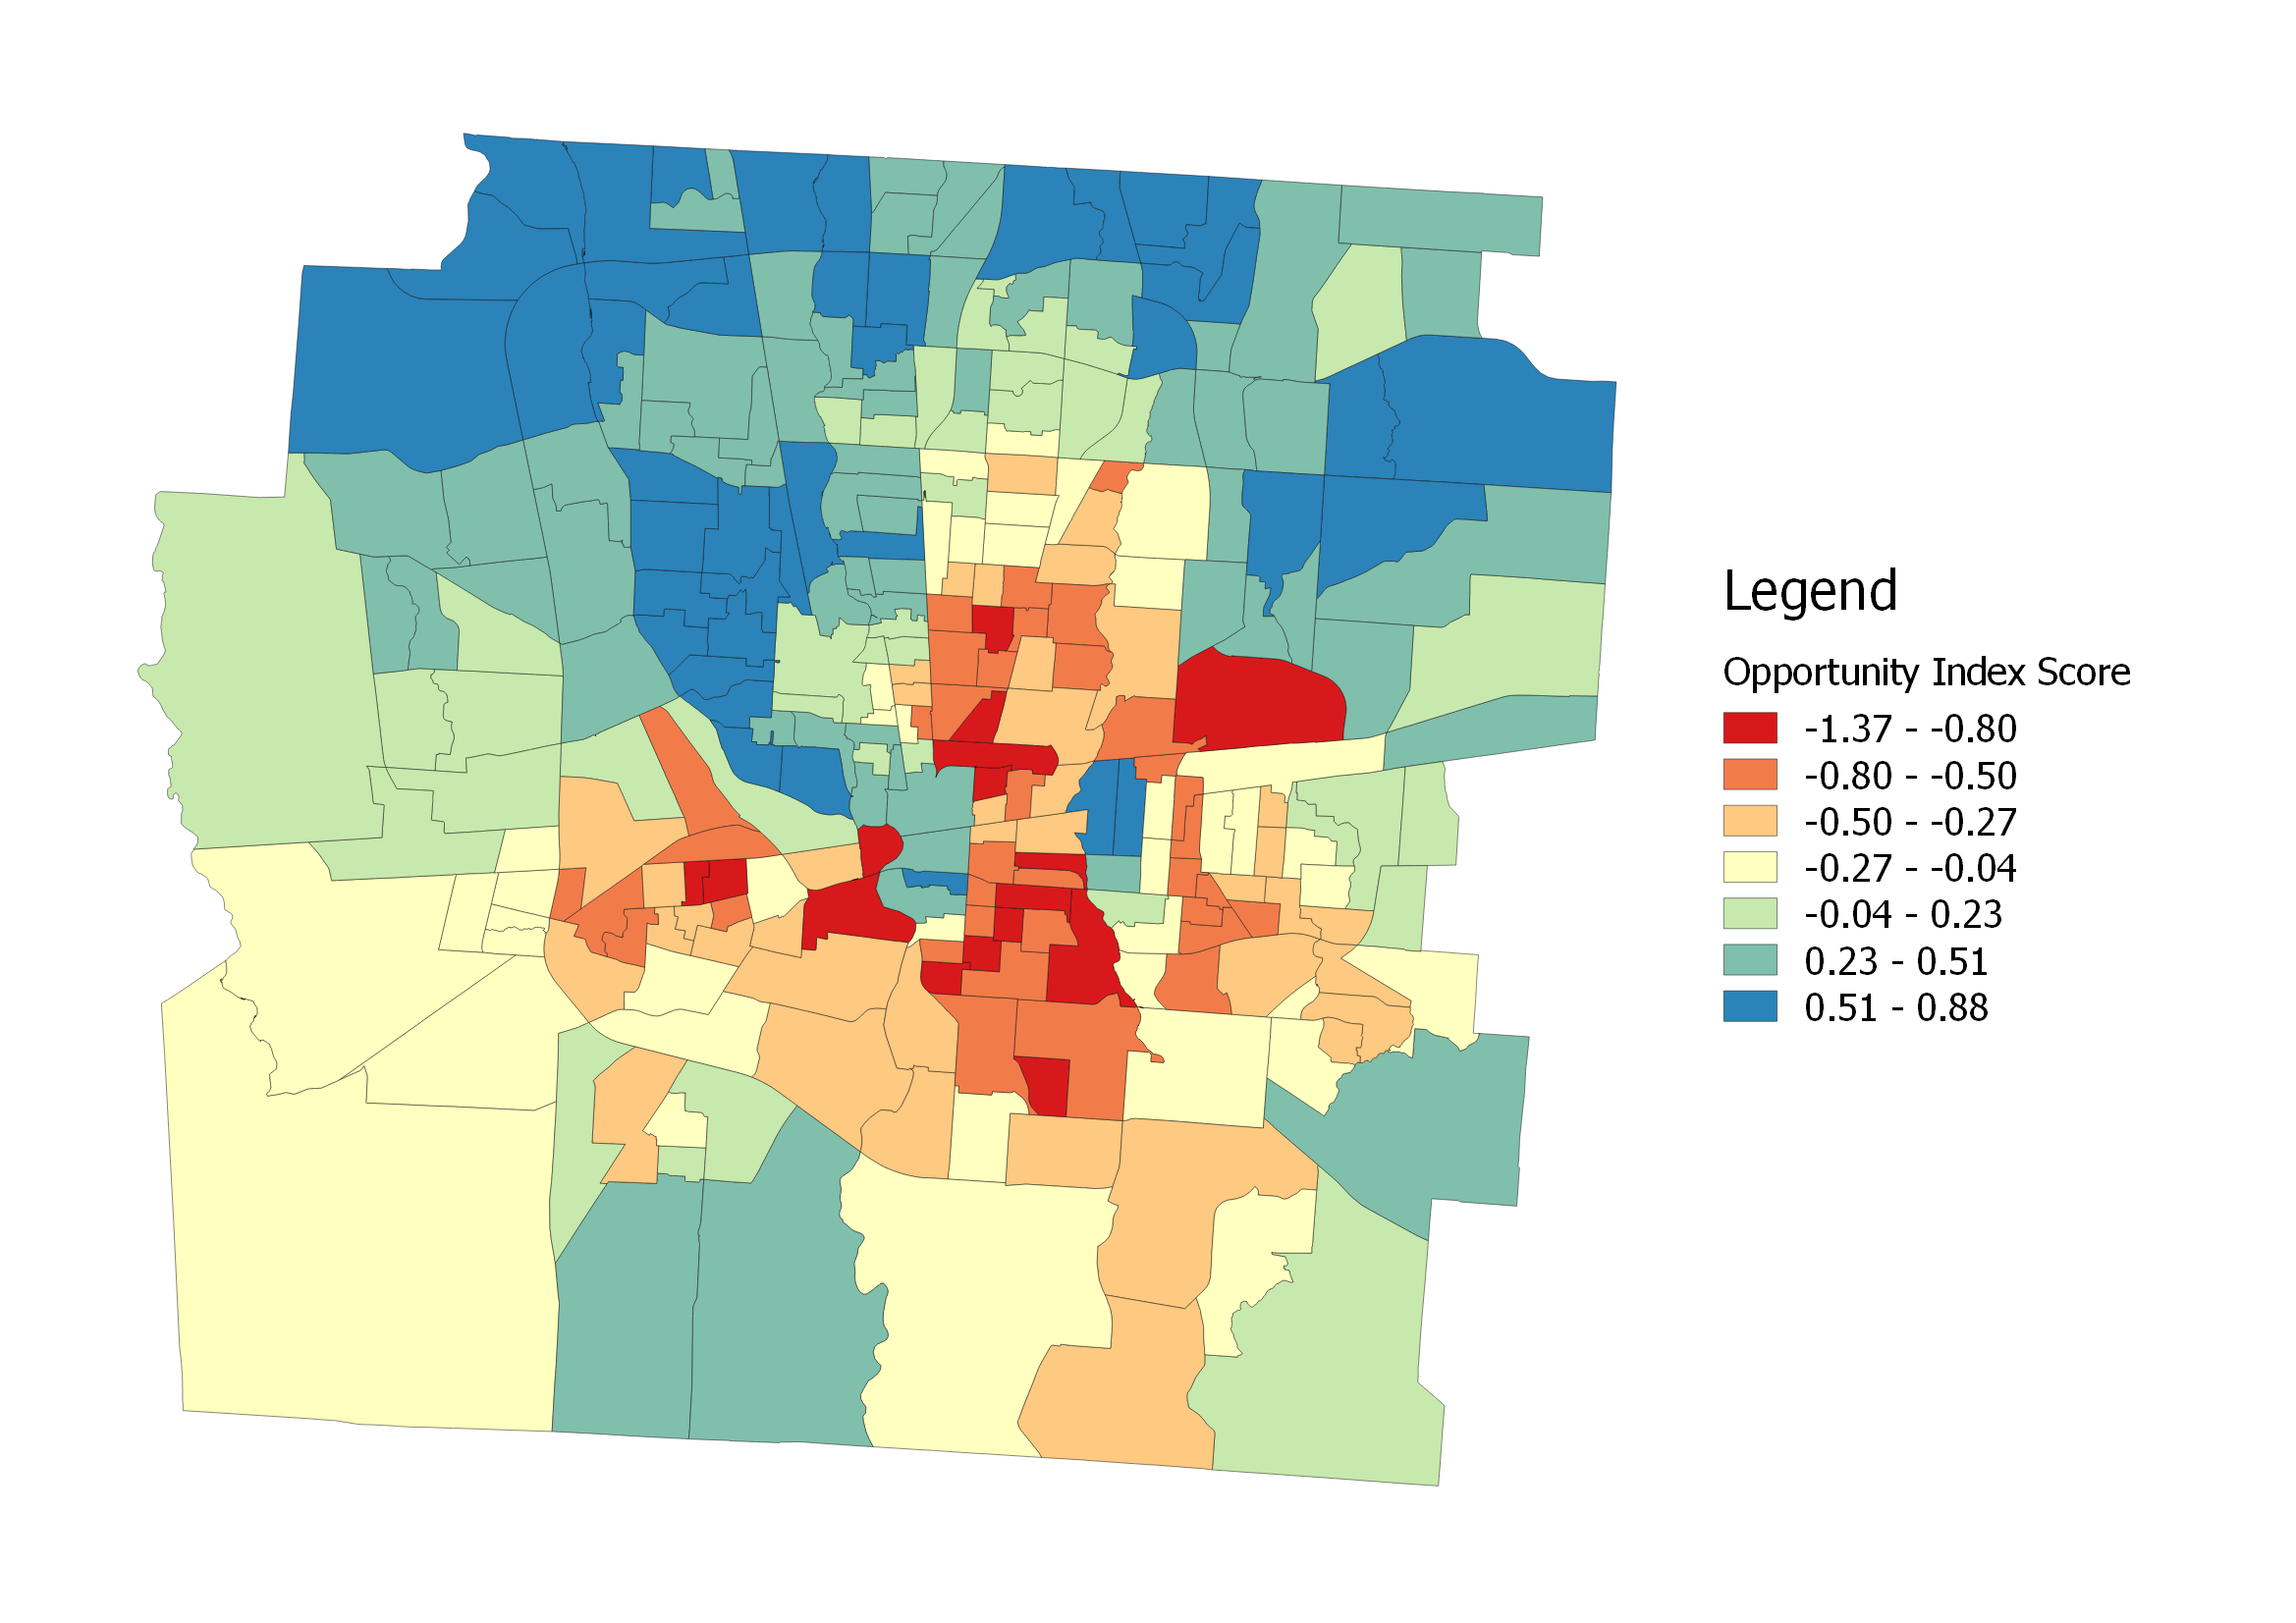 Legend
Opportunity Index Score
-1.37 - -0.80
-0.80 - -0.50
-0.50 - -0.27
-0.27 - -0.04
-0.04 - 0.23
0.23 - 0.51
0.51 - 0.88